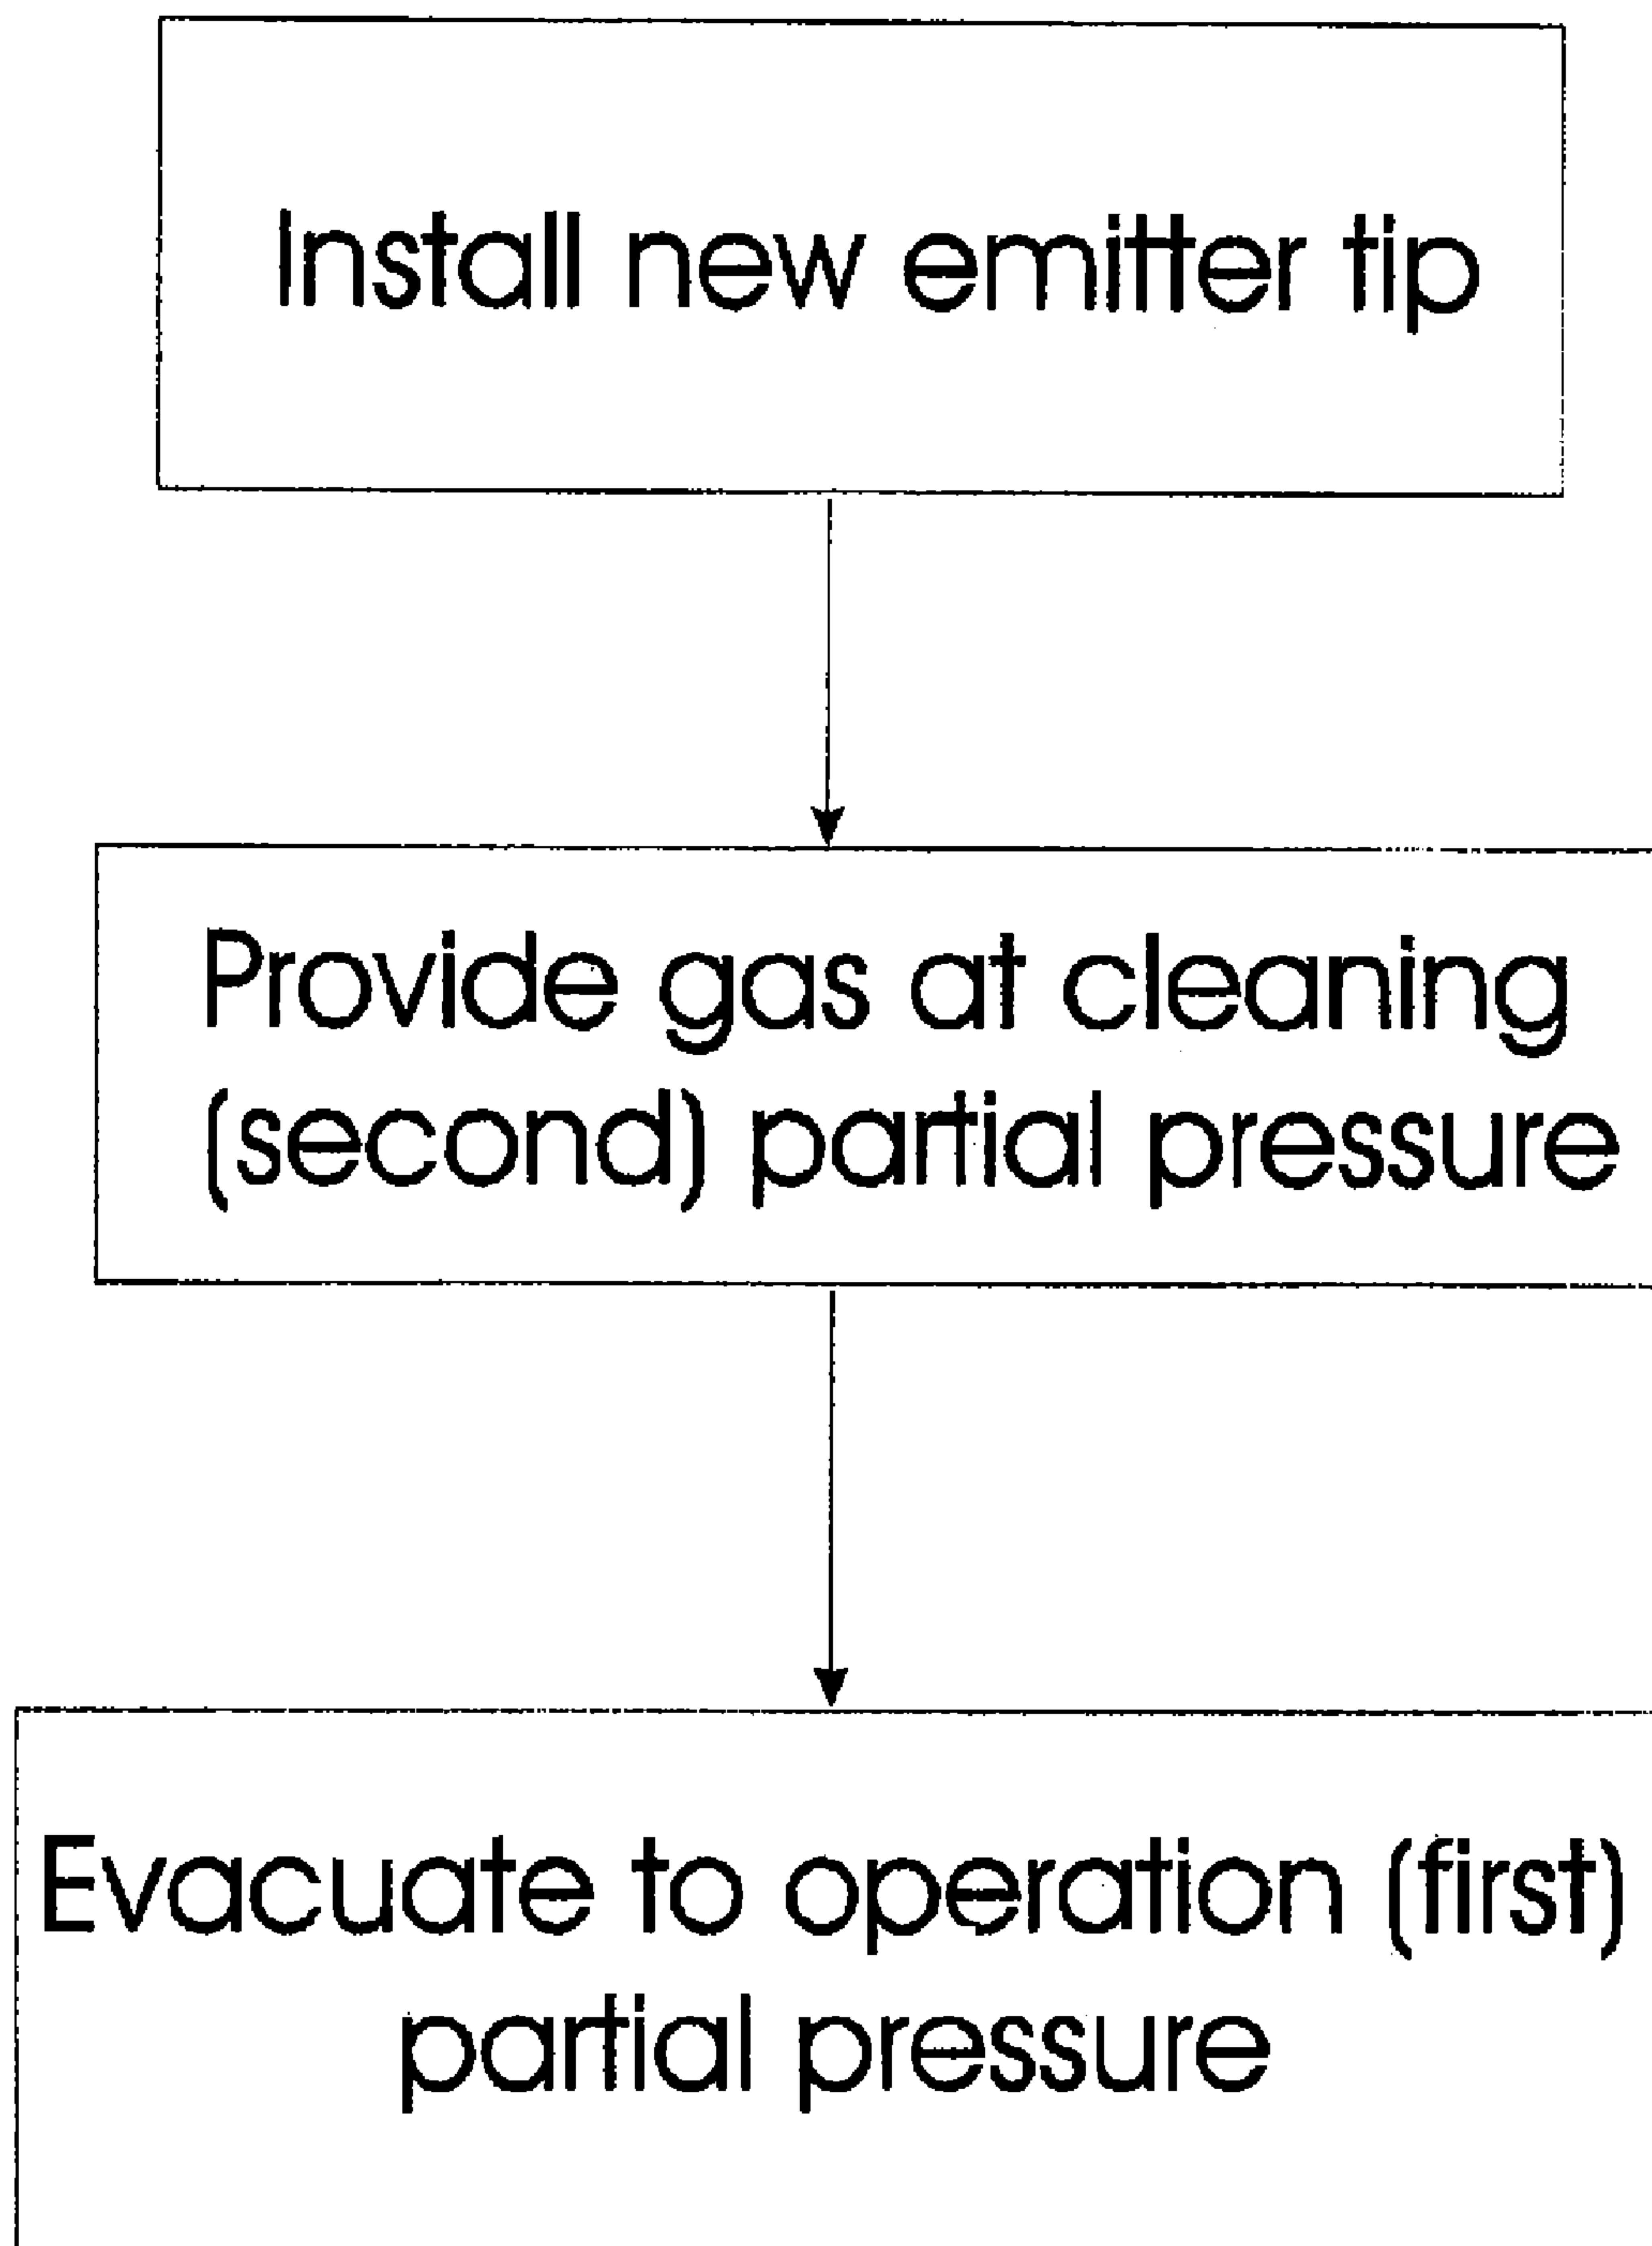 Install new emitter tip
Provide gas at cleaning
(second) partial pressure
Evacuate to operation (first)
partial pressure